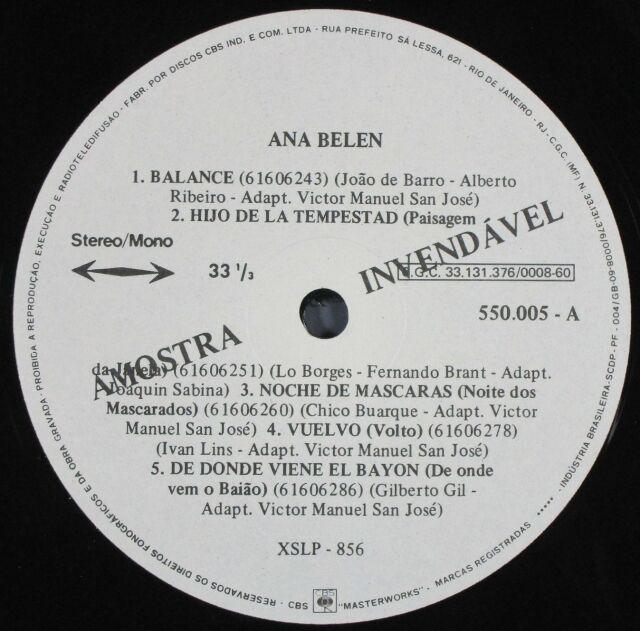 ANA BELEN
1. BALANCE (61606243) (João de Barro - Alberto
Ribeiro - Adapt. Victor Manuel San José)
2. HIJO DE LA TEMPESTAD (Paisagem
Stereo/Mono
33 1/3
INVENDÁVEL
C.G.C. 33.131.376/0008-60
550.005 - A
AMOSTRA
da Janela) (61606251) (Lo Borges - Fernando Brant - Adapt.
Joaquin Sabina) 3. NOCHE DE MASCARAS (Noite dos
Mascarados) (61606260) (Chico Buarque - Adapt. Victor
Manuel San José) 4. VUELVO (Volto) (61606278)
(Ivan Lins - Adapt. Victor Manuel San José)
5. DE DONDE VIENE EL BAYON (De onde
vem o Baião) (61606286) (Gilberto Gil -
Adapt. Victor Manuel San José)
XSLP - 856
CBS "MASTERWORKS" - MARCAS REGISTRADAS ***** - RESERVADOS OS DIREITOS FONOGRÁFICOS E DA OBRA GRAVADA · PROIBIDA A REPRODUÇÃO, EXECUÇÃO E RADIOTELEDIFUSÃO · FABR. POR DISCOS CBS IND. E COM. LTDA - RUA PREFEITO SÁ LESSA, 621 - RIO DE JANEIRO - RJ - C.G.C. (MF) N. 33.131.376/0008- INDÚSTRIA BRASILEIRA-SCDP - PF - 004/GB-09-